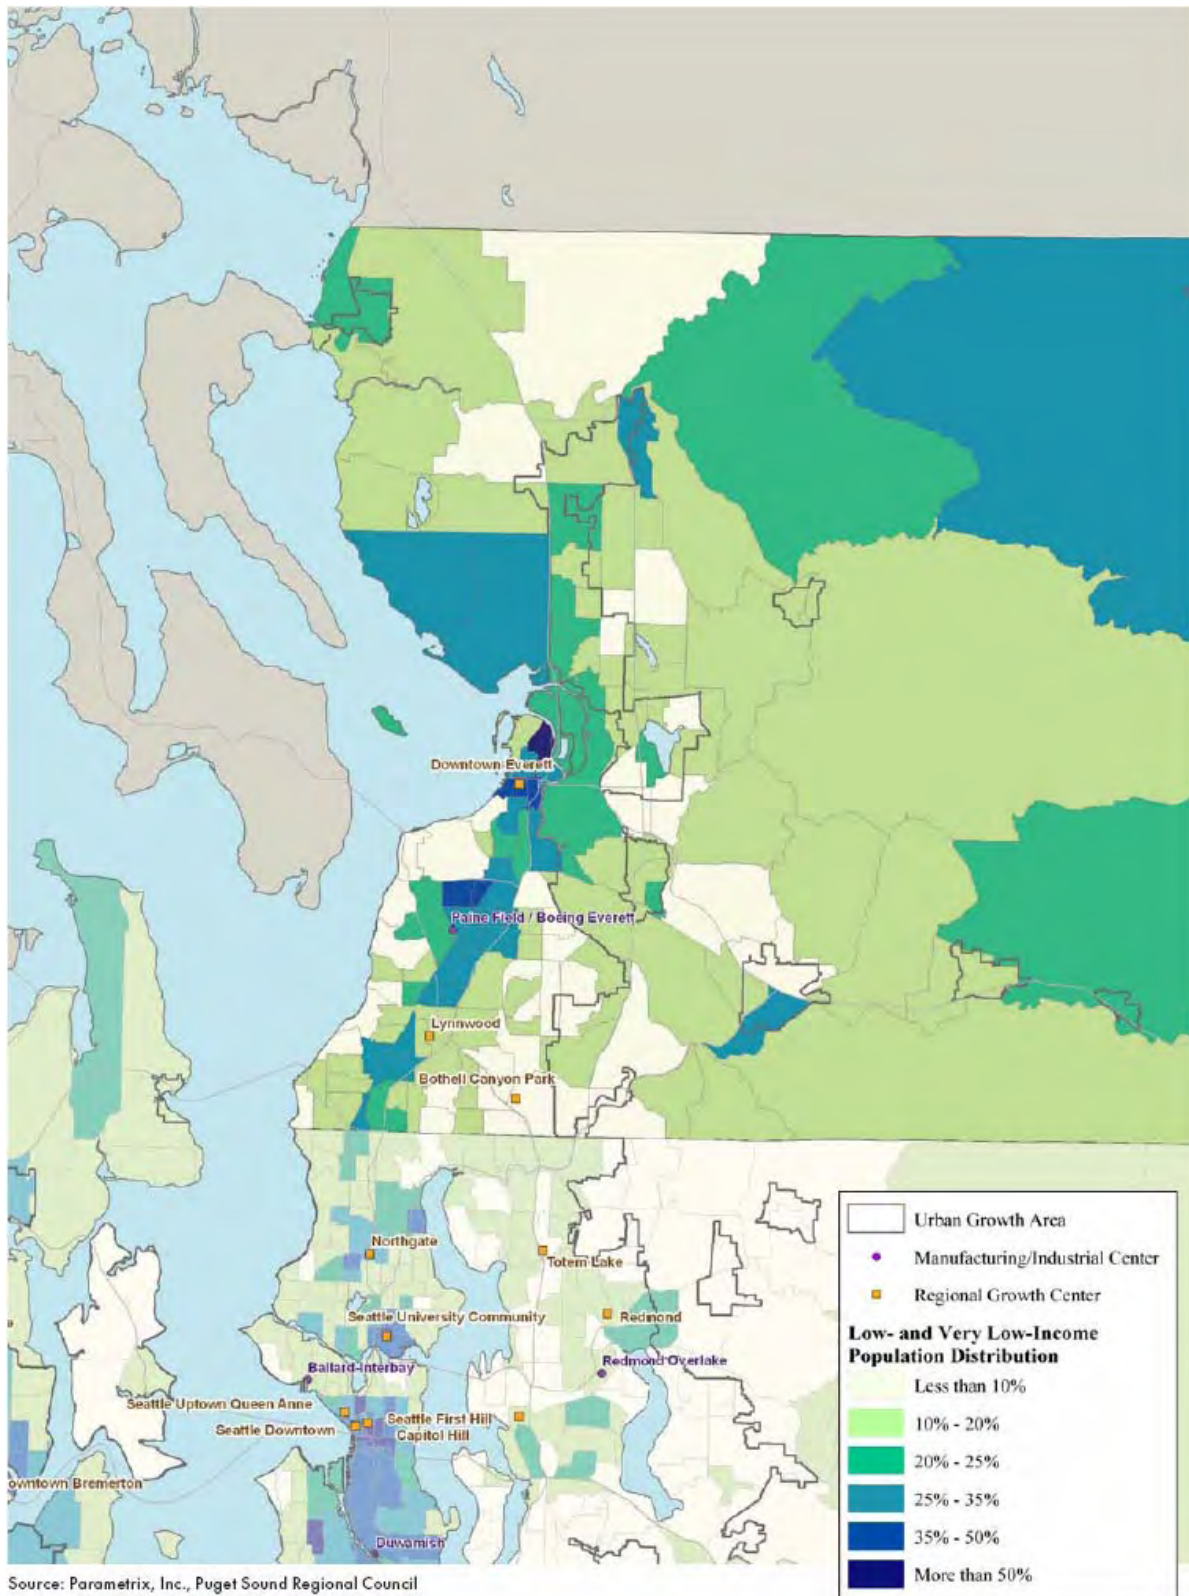 Downtown Everett
Paine Field / Boeing Everett
Lynnwood
Bothell Canyon Park
Northgate
Totem Lake
Seattle University Community
Redmond
Ballard-Interbay
Redmond Overlake
Seattle Uptown Queen Anne
Seattle First Hill
Capitol Hill
Seattle Downtown
owntown Bremerton
Duwamish
Urban Growth Area
Manufacturing/Industrial Center
Regional Growth Center
Low- and Very Low-Income
Population Distribution
Less than 10%
10% - 20%
20% - 25%
25% - 35%
35% - 50%
More than 50%
Source: Parametrix, Inc., Puget Sound Regional Council